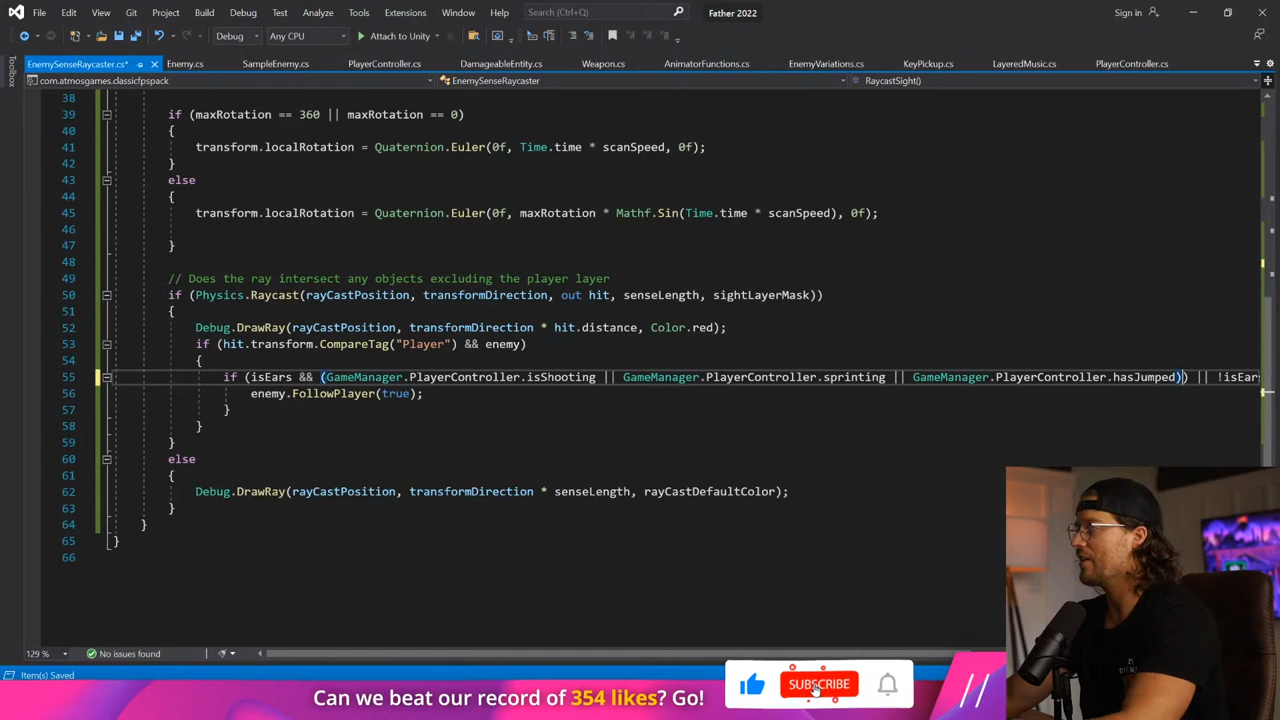 File Edit View Git Project Build Debug Test Analyze Tools Extensions Window Help Search (Ctrl+Q) Father 2022 Sign in
Debug Any CPU Attach to Unity
EnemySenseRaycaster.cs* Enemy.cs SampleEnemy.cs PlayerController.cs DamageableEntity.cs Weapon.cs AnimatorFunctions.cs EnemyVariations.cs KeyPickup.cs LayeredMusic.cs PlayerController.cs
Toolbox
com.atmosgames.classicfpspack EnemySenseRaycaster RaycastSight()
38
39 if (maxRotation == 360 || maxRotation == 0)
40 {
41 transform.localRotation = Quaternion.Euler(0f, Time.time * scanSpeed, 0f);
42 }
43 else
44 {
45 transform.localRotation = Quaternion.Euler(0f, maxRotation * Mathf.Sin(Time.time * scanSpeed), 0f);
46
47 }
48
49 // Does the ray intersect any objects excluding the player layer
50 if (Physics.Raycast(rayCastPosition, transformDirection, out hit, senseLength, sightLayerMask))
51 {
52 Debug.DrawRay(rayCastPosition, transformDirection * hit.distance, Color.red);
53 if (hit.transform.CompareTag("Player") && enemy)
54 {
55 if (isEars && (GameManager.PlayerController.isShooting || GameManager.PlayerController.sprinting || GameManager.PlayerController.hasJumped)) || !isEars
56 enemy.FollowPlayer(true);
57 }
58 }
59 }
60 else
61 {
62 Debug.DrawRay(rayCastPosition, transformDirection * senseLength, rayCastDefaultColor);
63 }
64 }
65 }
66
129 % No issues found
Item(s) Saved
Can we beat our record of 354 likes? Go! SUBSCRIBE //